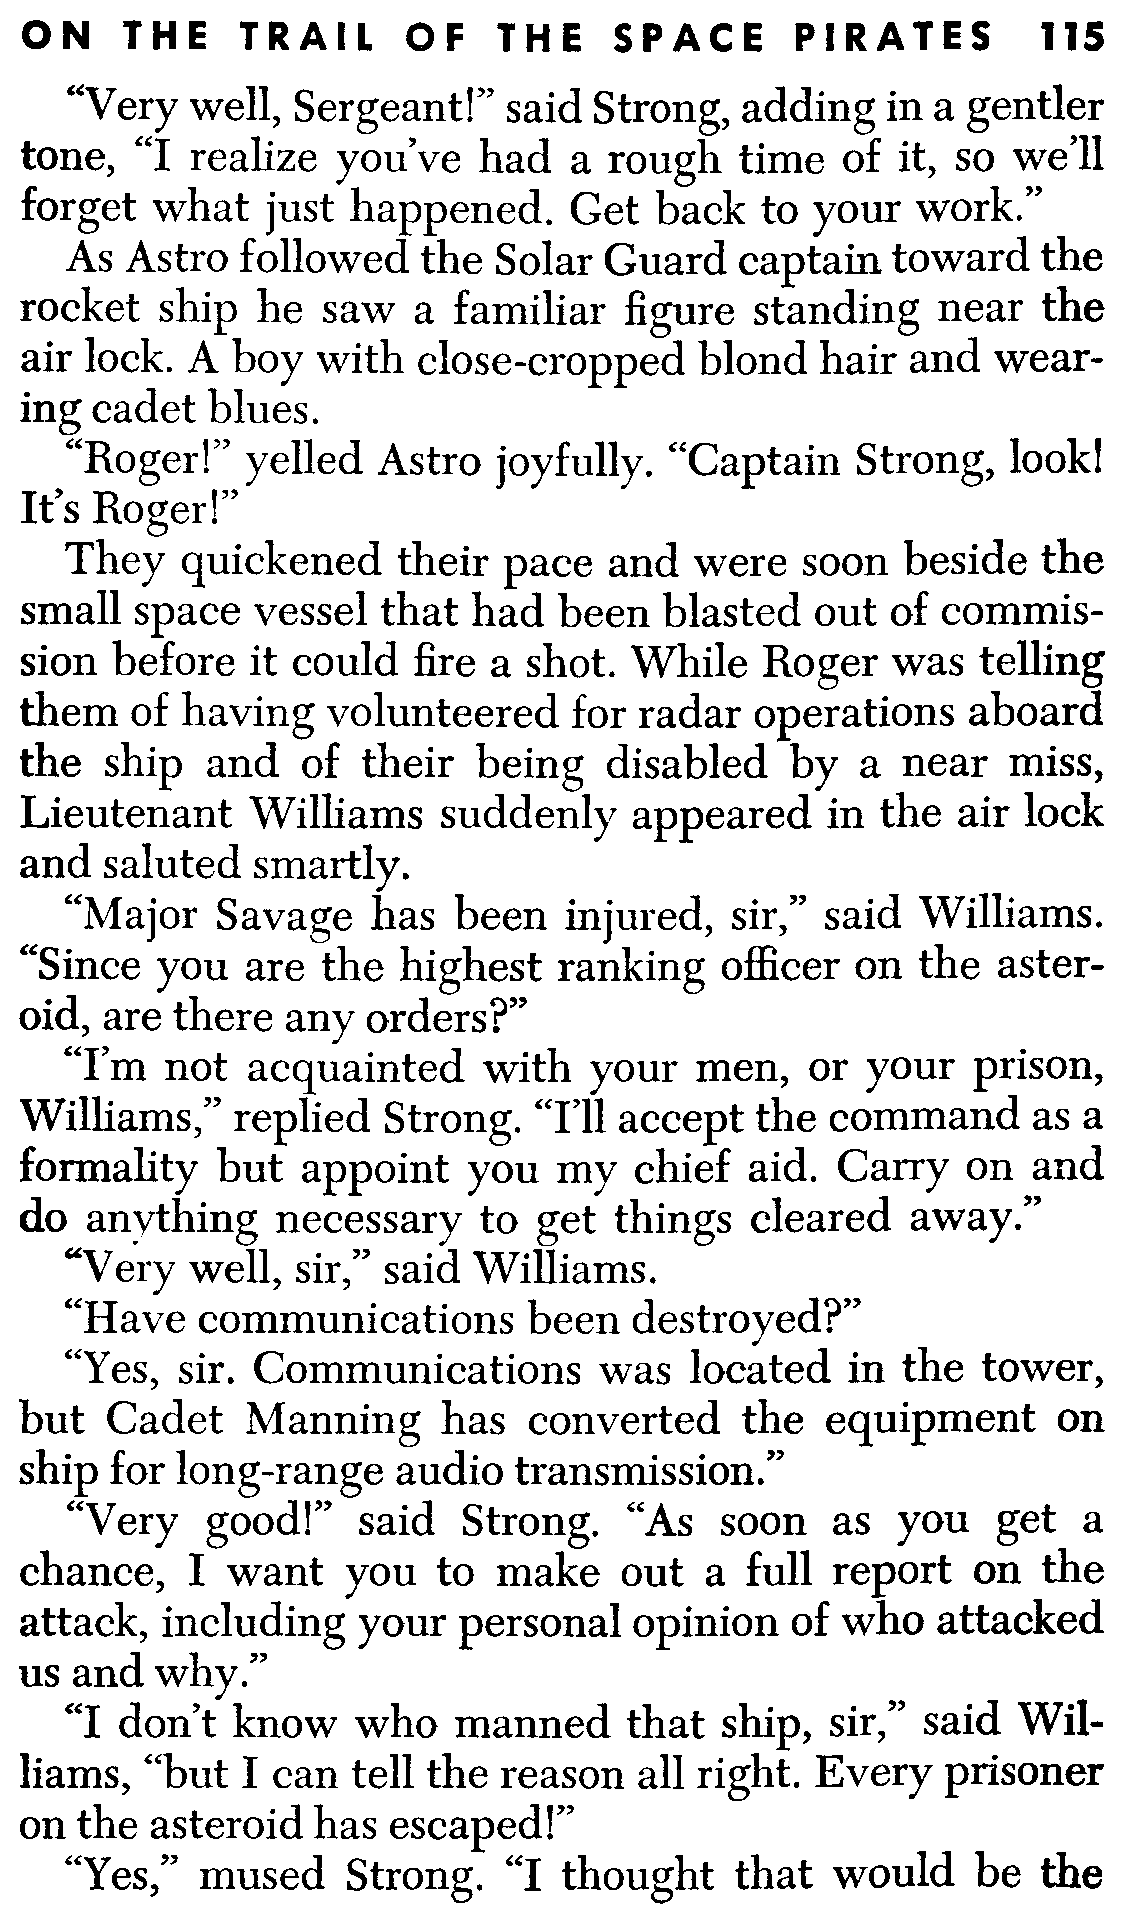 ON THE TRAIL OF THE SPACE PIRATES 115
“Very well, Sergeant!” said Strong, adding in a gentler
tone, “I realize you’ve had a rough time of it, so we’ll
forget what just happened. Get back to your work.”
As Astro followed the Solar Guard captain toward the
rocket ship he saw a familiar figure standing near the
air lock. A boy with close-cropped blond hair and wear-
ing cadet blues.
“Roger!” yelled Astro joyfully. “Captain Strong, look!
It’s Roger!”
They quickened their pace and were soon beside the
small space vessel that had been blasted out of commis-
sion before it could fire a shot. While Roger was telling
them of having volunteered for radar operations aboard
the ship and of their being disabled by a near miss,
Lieutenant Williams suddenly appeared in the air lock
and saluted smartly.
“Major Savage has been injured, sir,” said Williams.
“Since you are the highest ranking officer on the aster-
oid, are there any orders?”
“I’m not acquainted with your men, or your prison,
Williams,” replied Strong. “I’ll accept the command as a
formality but appoint you my chief aid. Carry on and
do anything necessary to get things cleared away.”
“Very well, sir,” said Williams.
“Have communications been destroyed?”
“Yes, sir. Communications was located in the tower,
but Cadet Manning has converted the equipment on
ship for long-range audio transmission.”
“Very good!” said Strong. “As soon as you get a
chance, I want you to make out a full report on the
attack, including your personal opinion of who attacked
us and why.”
“I don’t know who manned that ship, sir,” said Wil-
liams, “but I can tell the reason all right. Every prisoner
on the asteroid has escaped!”
“Yes,” mused Strong. “I thought that would be the